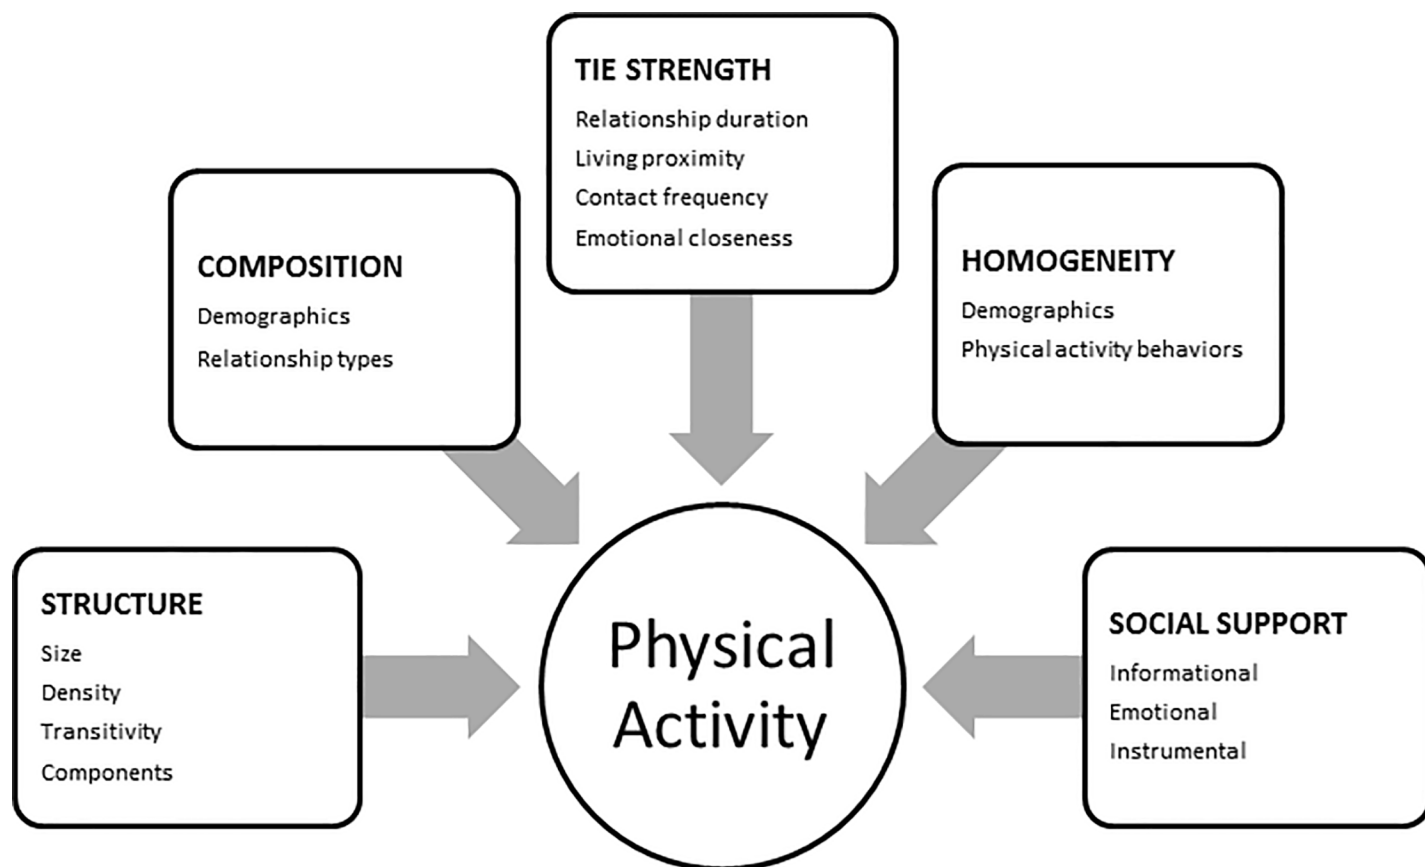 TIE STRENGTH
Relationship duration
Living proximity
Contact frequency
Emotional closeness
COMPOSITION
Demographics
Relationship types
HOMOGENEITY
Demographics
Physical activity behaviors
STRUCTURE
Size
Density
Transitivity
Components
Physical
Activity
SOCIAL SUPPORT
Informational
Emotional
Instrumental